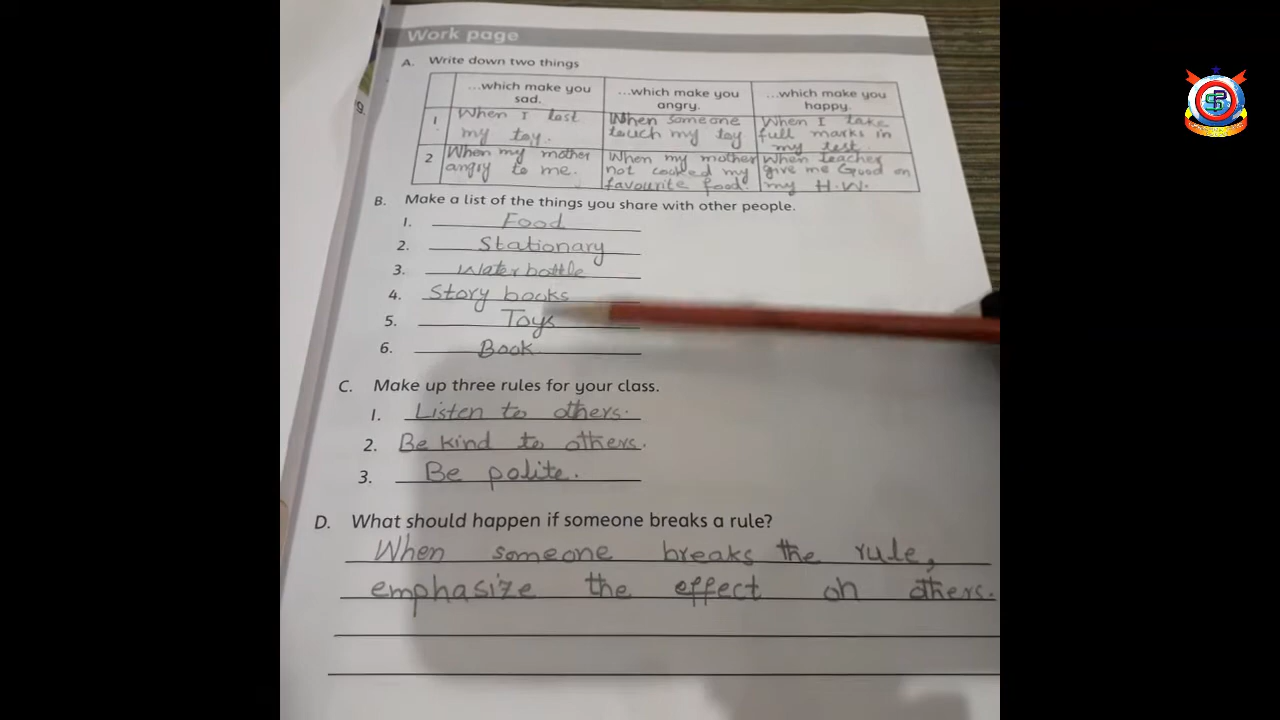 Work page
A. Write down two things
...which make you sad. ...which make you angry. ...which make you happy.
1 When I lost my toy. When someone touch my toy When I take full marks in my test.
2 When my mother angry to me. When my mother not cooked my favourite food. When teacher give me Good on my H.W.
B. Make a list of the things you share with other people.
1. Food
2. Stationary
3. Water bottle
4. Story books
5. Toys
6. Book
C. Make up three rules for your class.
1. Listen to others.
2. Be kind to others.
3. Be polite.
D. What should happen if someone breaks a rule?
When someone breaks the rule,
emphasize the effect on others.